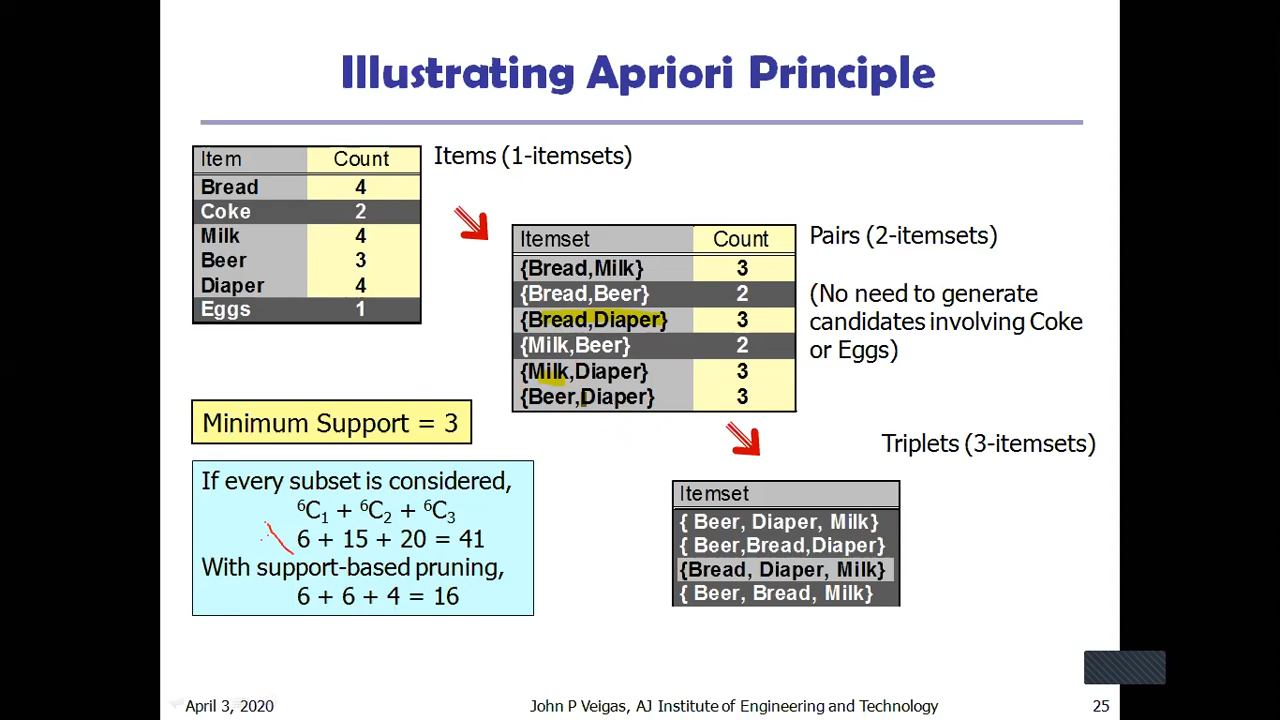 Illustrating Apriori Principle
Item Count
Bread 4
Coke 2
Milk 4
Beer 3
Diaper 4
Eggs 1
Items (1-itemsets)
Itemset Count
{Bread,Milk} 3
{Bread,Beer} 2
{Bread,Diaper} 3
{Milk,Beer} 2
{Milk,Diaper} 3
{Beer,Diaper} 3
Pairs (2-itemsets)
(No need to generate
candidates involving Coke
or Eggs)
Minimum Support = 3
If every subset is considered,
⁶C₁ + ⁶C₂ + ⁶C₃
6 + 15 + 20 = 41
With support-based pruning,
6 + 6 + 4 = 16
Triplets (3-itemsets)
Itemset
{ Beer, Diaper, Milk}
{ Beer,Bread,Diaper}
{Bread, Diaper, Milk}
{ Beer, Bread, Milk}
April 3, 2020
John P Veigas, AJ Institute of Engineering and Technology
25